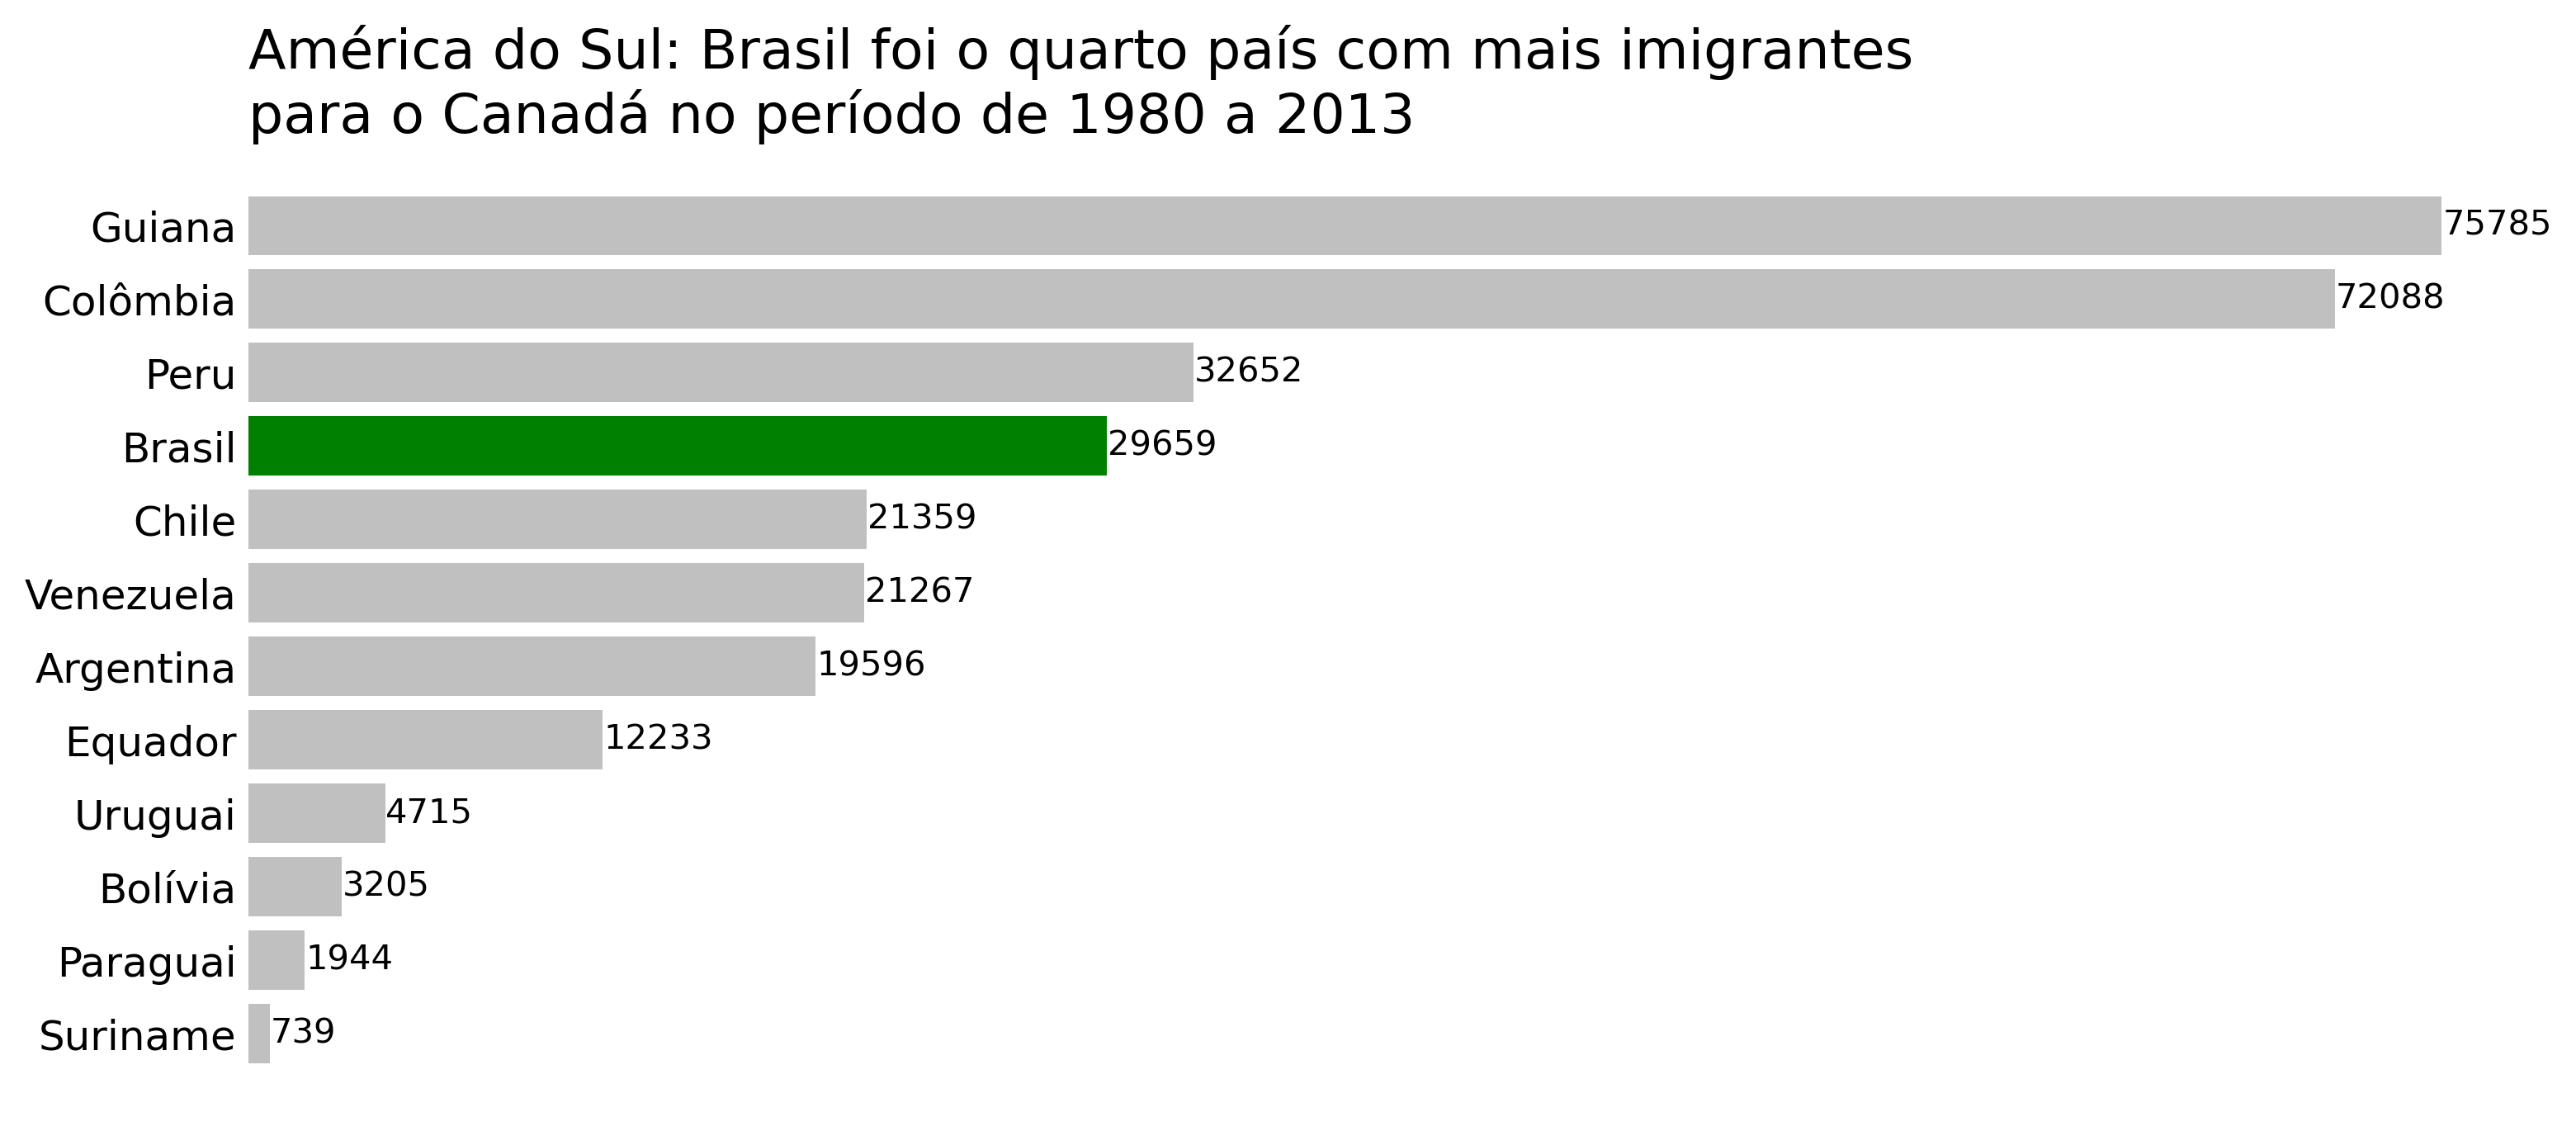 América do Sul: Brasil foi o quarto país com mais imigrantes
para o Canadá no período de 1980 a 2013
Guiana 75785
Colômbia 72088
Peru 32652
Brasil 29659
Chile 21359
Venezuela 21267
Argentina 19596
Equador 12233
Uruguai 4715
Bolívia 3205
Paraguai 1944
Suriname 739